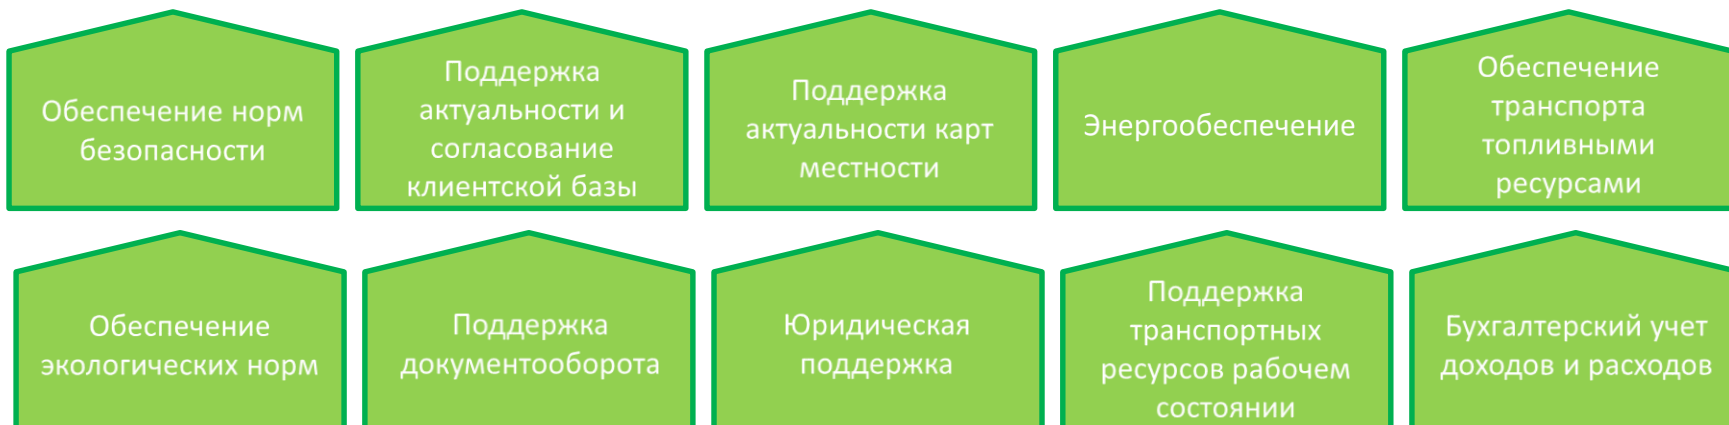 Обеспечение норм
безопасности
Поддержка
актуальности и
согласование
клиентской базы
Поддержка
актуальности карт
местности
Энергообеспечение
Обеспечение
транспорта
топливными
ресурсами
Обеспечение
экологических норм
Поддержка
документооборота
Юридическая
поддержка
Поддержка
транспортных
ресурсов рабочем
состоянии
Бухгалтерский учет
доходов и расходов